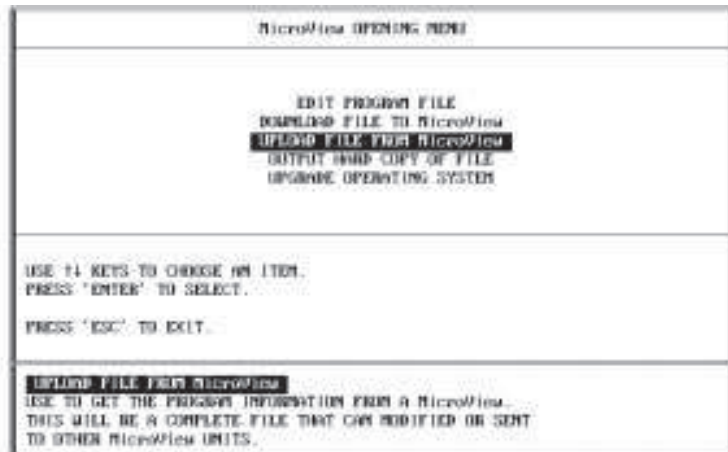 MicroView OPENING MENU
EDIT PROGRAM FILE
DOWNLOAD FILE TO MicroView
UPLOAD FILE FROM MicroView
OUTPUT HARD COPY OF FILE
UPGRADE OPERATING SYSTEM
USE ↑↓ KEYS TO CHOOSE AN ITEM.
PRESS 'ENTER' TO SELECT.
PRESS 'ESC' TO EXIT.
UPLOAD FILE FROM MicroView
USE TO GET THE PROGRAM INFORMATION FROM A MicroView.
THIS WILL BE A COMPLETE FILE THAT CAN MODIFIED OR SENT
TO OTHER MicroView UNITS.